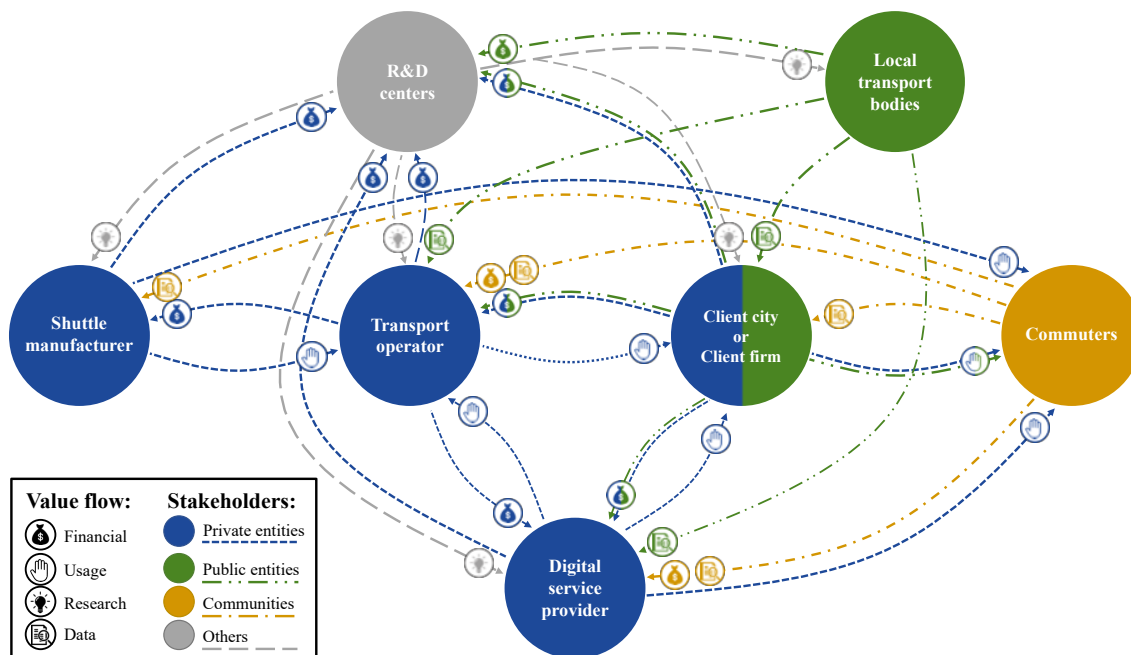 R&D
centers
Local
transport
bodies
Shuttle
manufacturer
Transport
operator
Client city
or
Client firm
Commuters
Digital
service
provider
Value flow:
Financial
Usage
Research
Data
Stakeholders:
Private entities
Public entities
Communities
Others